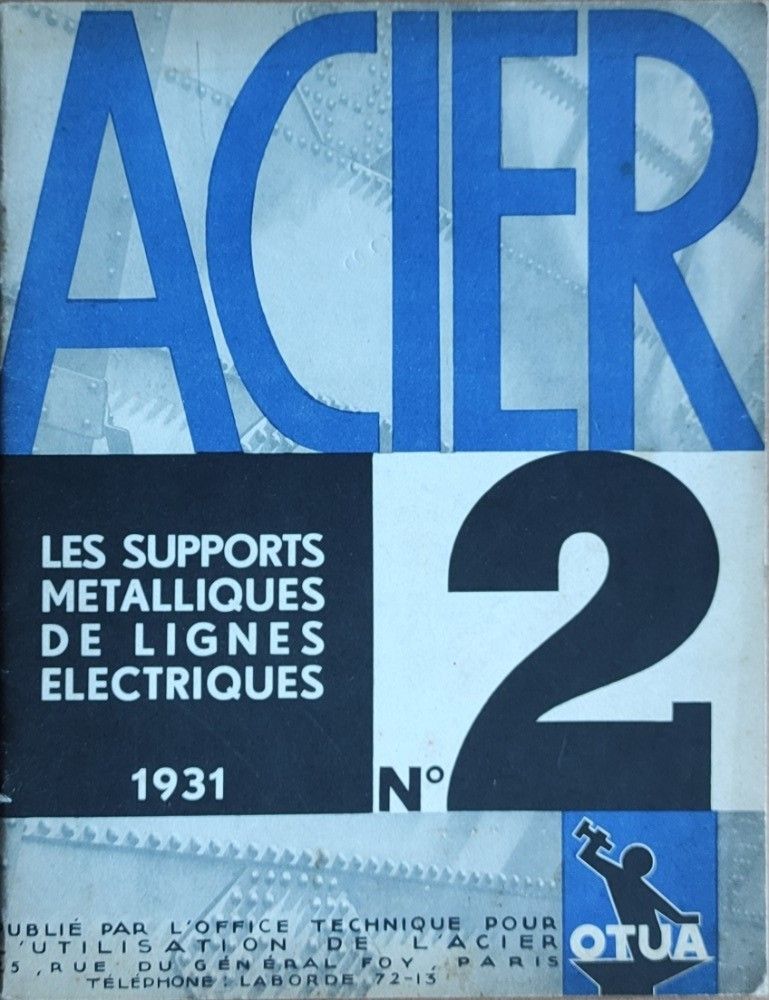 ACIER
LES SUPPORTS
METALLIQUES
DE LIGNES
ELECTRIQUES
1931
N° 2
UBLIÉ PAR L'OFFICE TECHNIQUE POUR
'UTILISATION DE L'ACIER
5, RUE DU GÉNÉRAL FOY, PARIS
TÉLÉPHONE: LABORDE 72-13
OTUA